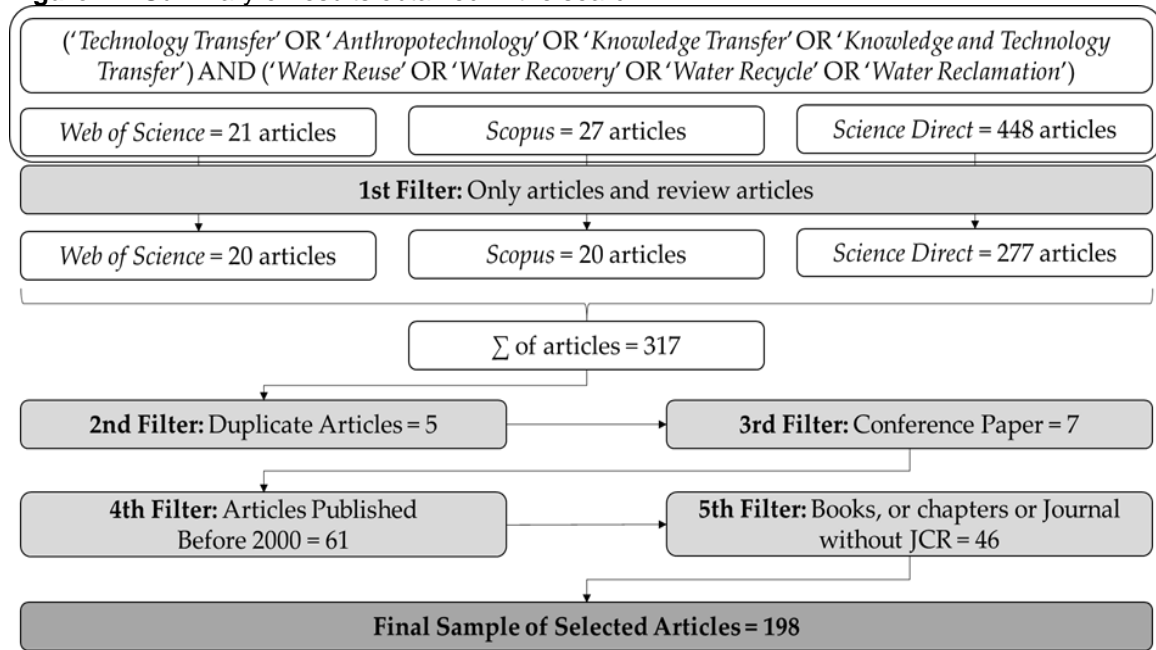 ('Technology Transfer' OR 'Anthropotechnology' OR 'Knowledge Transfer' OR 'Knowledge and Technology
Transfer') AND ('Water Reuse' OR 'Water Recovery' OR 'Water Recycle' OR 'Water Reclamation')
Web of Science = 21 articles
Scopus = 27 articles
Science Direct = 448 articles
1st Filter: Only articles and review articles
Web of Science = 20 articles
Scopus = 20 articles
Science Direct = 277 articles
∑ of articles = 317
2nd Filter: Duplicate Articles = 5
3rd Filter: Conference Paper = 7
4th Filter: Articles Published
Before 2000 = 61
5th Filter: Books, or chapters or Journal
without JCR = 46
Final Sample of Selected Articles = 198